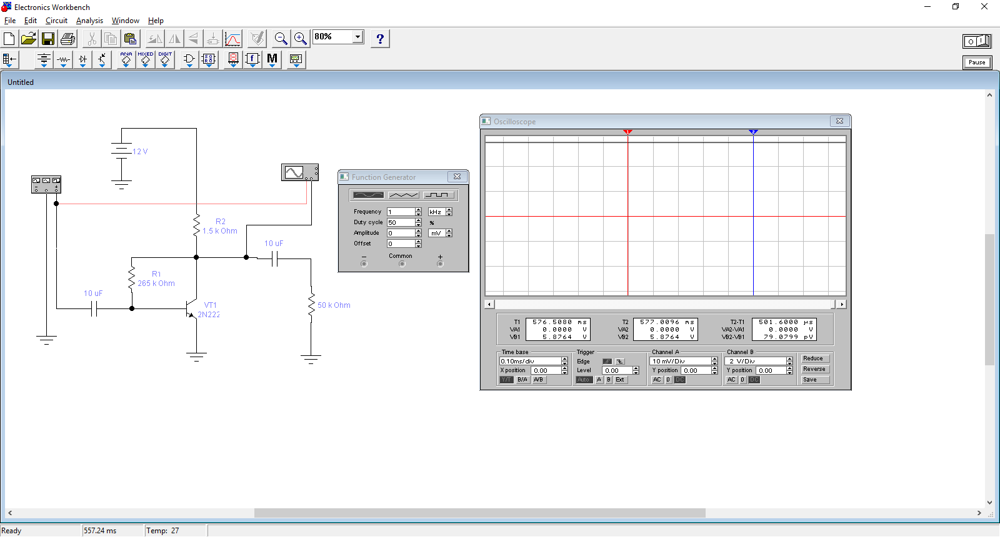 Electronics Workbench
File Edit Circuit Analysis Window Help
80%
?
ANA MIXED DIGIT
f M
O I
Pause
Untitled
12 V
R2
1.5 k Ohm
10 uF
R1
265 k Ohm
10 uF
VT1
2N222
50 k Ohm
Function Generator
Frequency 1 kHz
Duty cycle 50 %
Amplitude 0 mV
Offset 0
− Common +
Oscilloscope
1 2
T1 576.5080 ms
VA1 0.0000 V
VB1 5.8764 V
T2 577.0096 ms
VA2 0.0000 V
VB2 5.8764 V
T2-T1 501.6000 µs
VA2-VA1 0.0000 V
VB2-VB1 79.0799 pV
Time base
0.10ms/div
X position 0.00
Y/T B/A A/B
Trigger
Edge
Level 0.00
Auto A B Ext
Channel A
10 mV/Div
Y position 0.00
AC 0 DC
Channel B
2 V/Div
Y position 0.00
AC 0 DC
Reduce
Reverse
Save
Ready 557.24 ms Temp: 27